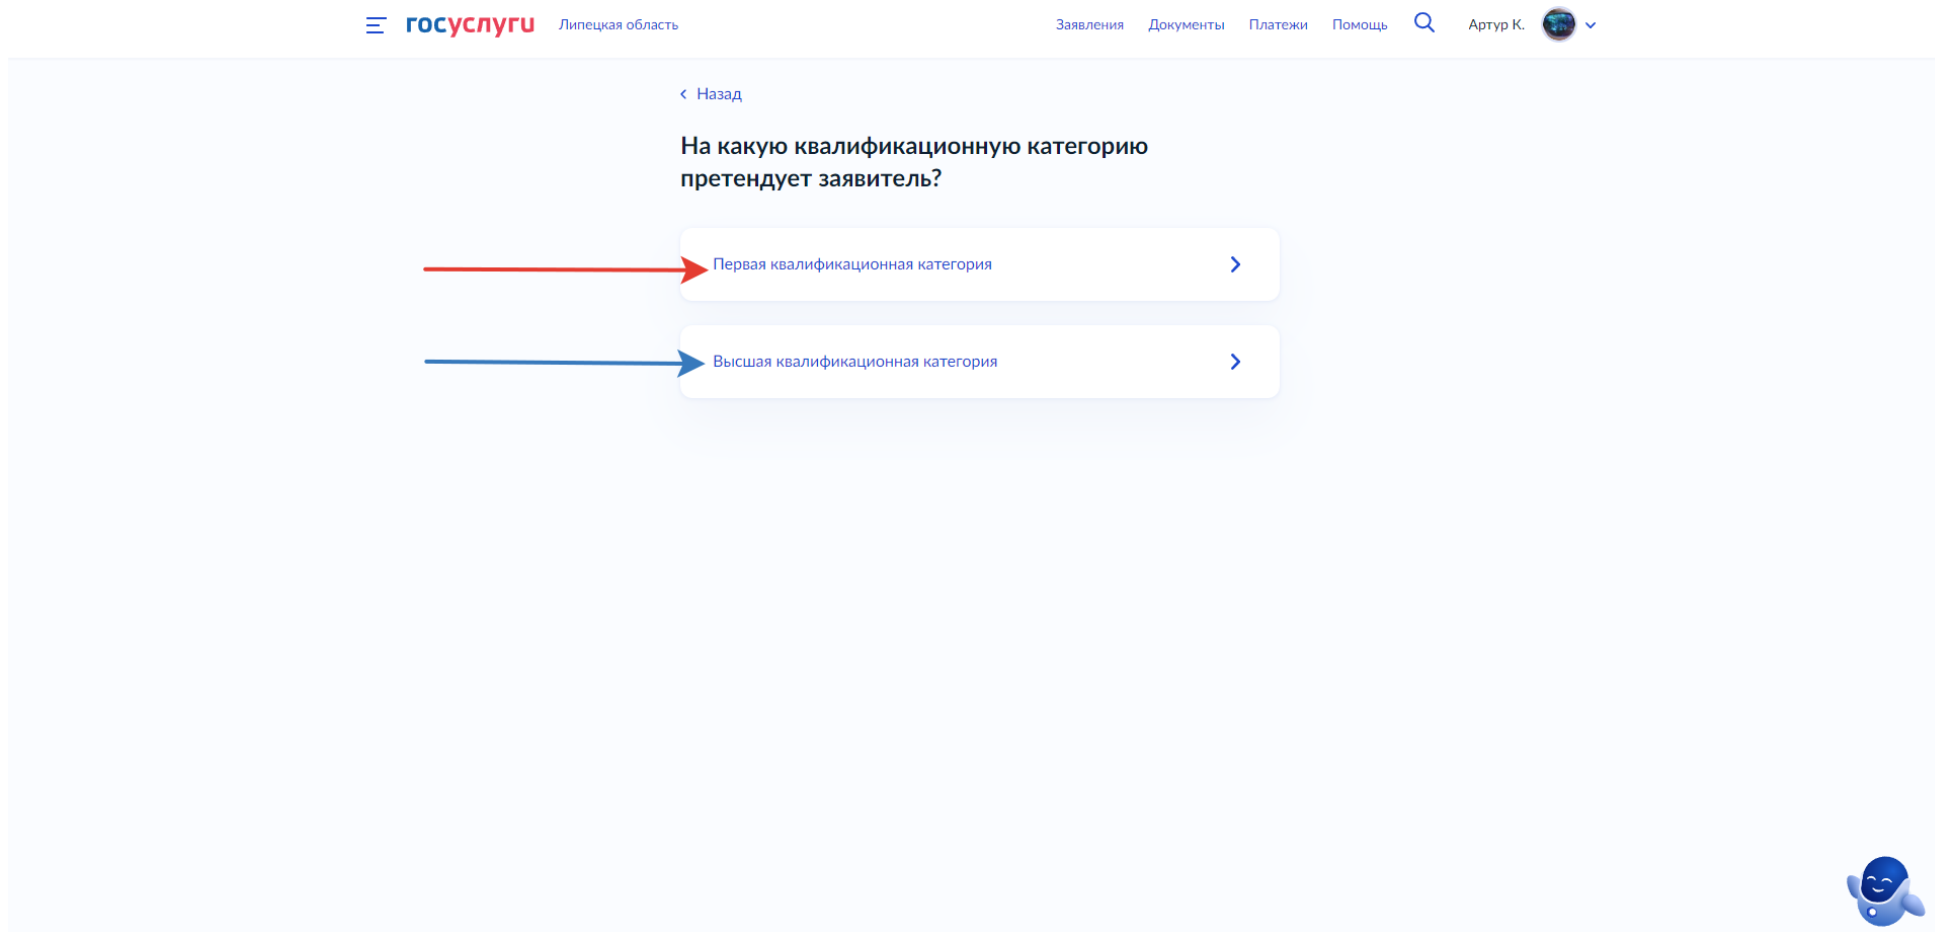 госуслуги Липецкая область Заявления Документы Платежи Помощь Артур К.
Назад
На какую квалификационную категорию
претендует заявитель?
Первая квалификационная категория
Высшая квалификационная категория